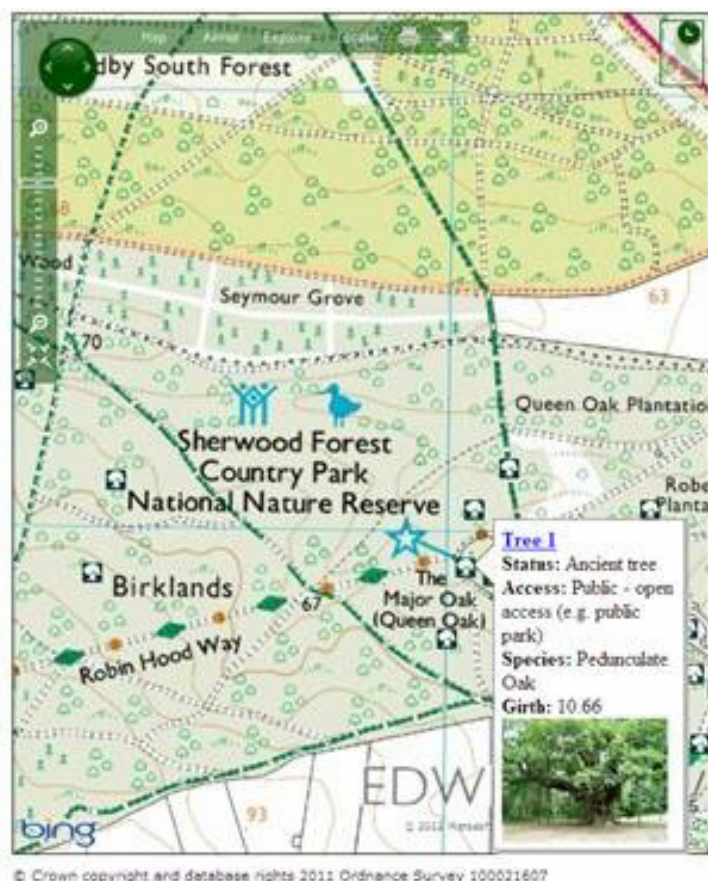 Map Aerial Explore Locate
dby South Forest
68
Wood
Seymour Grove
63
70
Queen Oak Plantatio
Sherwood Forest
Country Park
National Nature Reserve
Robe
Planta
Tree 1
Status: Ancient tree
Access: Public - open
access (e.g. public
park)
Species: Pedunculate
Oak
Girth: 10.66
Birklands
The
Major Oak
(Queen Oak)
67
Robin Hood Way
EDW
93
bing
© Crown copyright and database rights 2011 Ordnance Survey 100021607